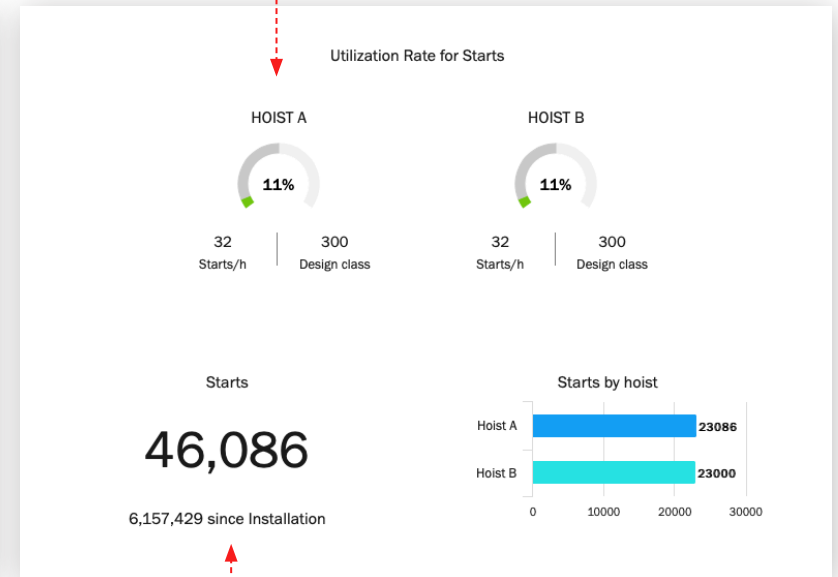 Utilization Rate for Starts
HOIST A
HOIST B
11%
11%
32
300
32
300
Starts/h
Design class
Starts/h
Design class
Starts
Starts by hoist
46,086
6,157,429 since Installation
Hoist A
23086
Hoist B
23000
0
10000
20000
30000